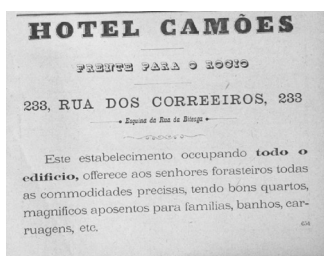 HOTEL CAMÕES
FRENTE PARA O ROCIO
233, RUA DOS CORREEIROS, 233
Esquina da Rua da Bitesga
Este estabelecimento occupando todo o
edificio, offerece aos senhores forasteiros todas
as commodidades precisas, tendo bons quartos,
magnificos aposentos para familias, banhos, car-
ruagens, etc.